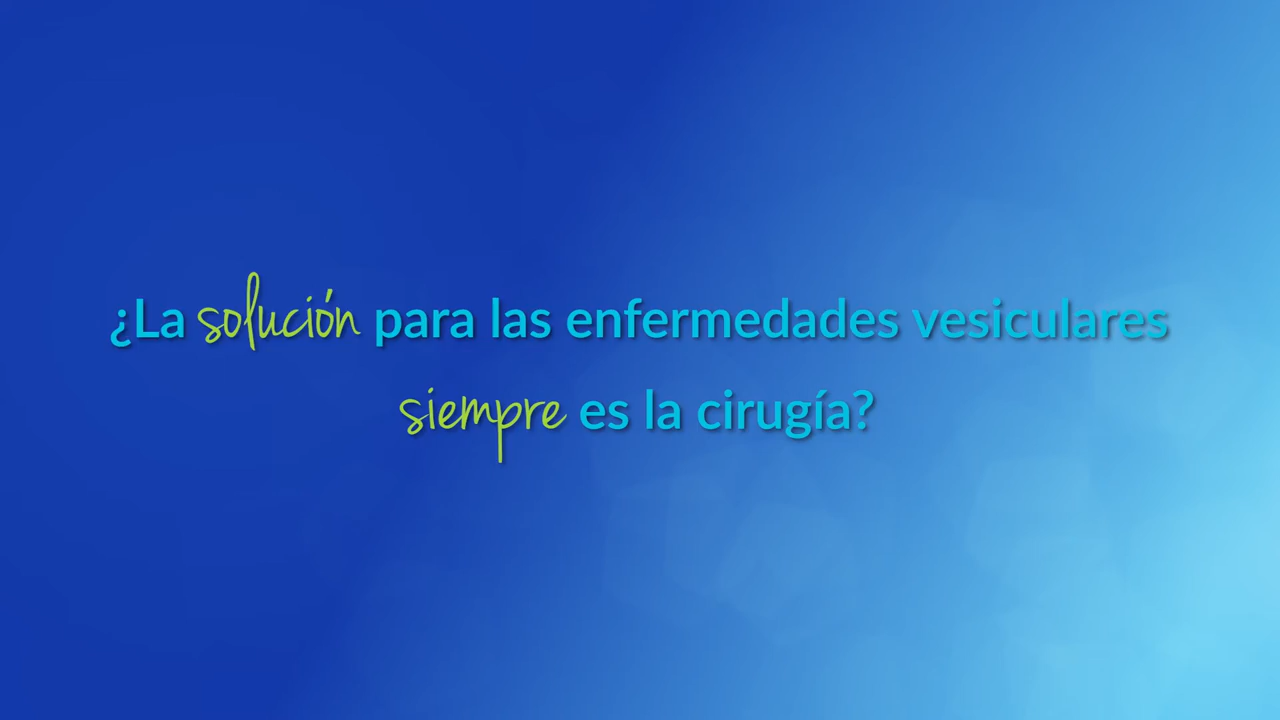 ¿La solución para las enfermedades vesiculares
siempre es la cirugía?